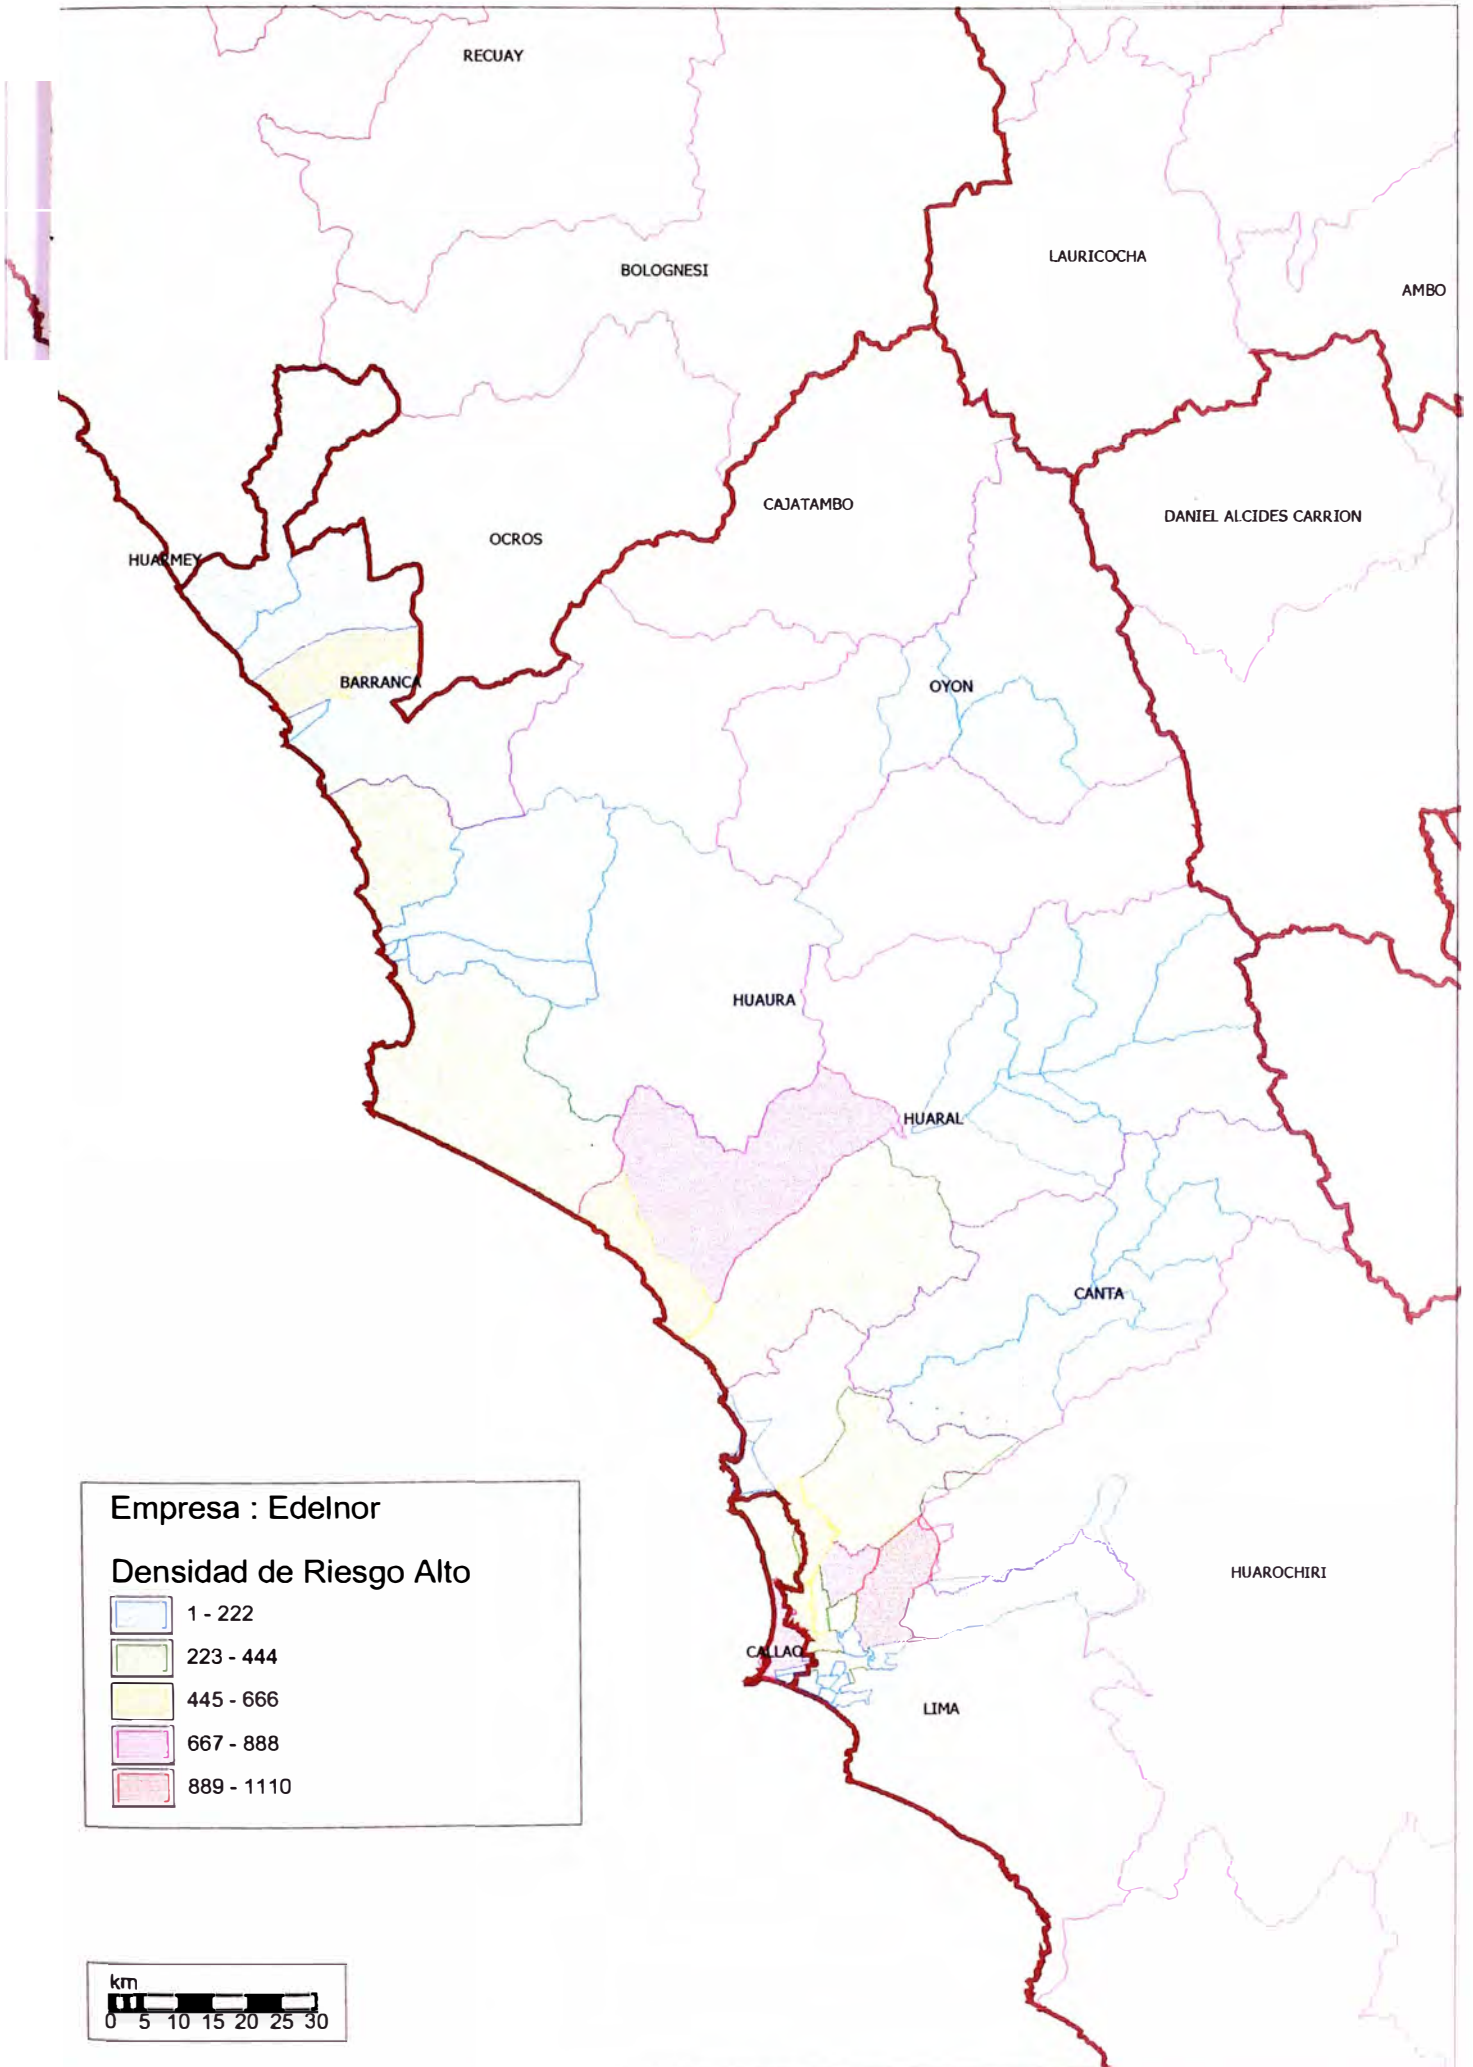 RECUAY
LAURICOCHA
BOLOGNESI
AMBO
CAJATAMBO
DANIEL ALCIDES CARRION
OCROS
HUARMEY
BARRANCA
OYON
HUAURA
HUARAL
CANTA
Empresa : Edelnor
Densidad de Riesgo Alto
1 - 222
223 - 444
445 - 666
667 - 888
889 - 1110
HUAROCHIRI
CALLAO
LIMA
km
0 5 10 15 20 25 30